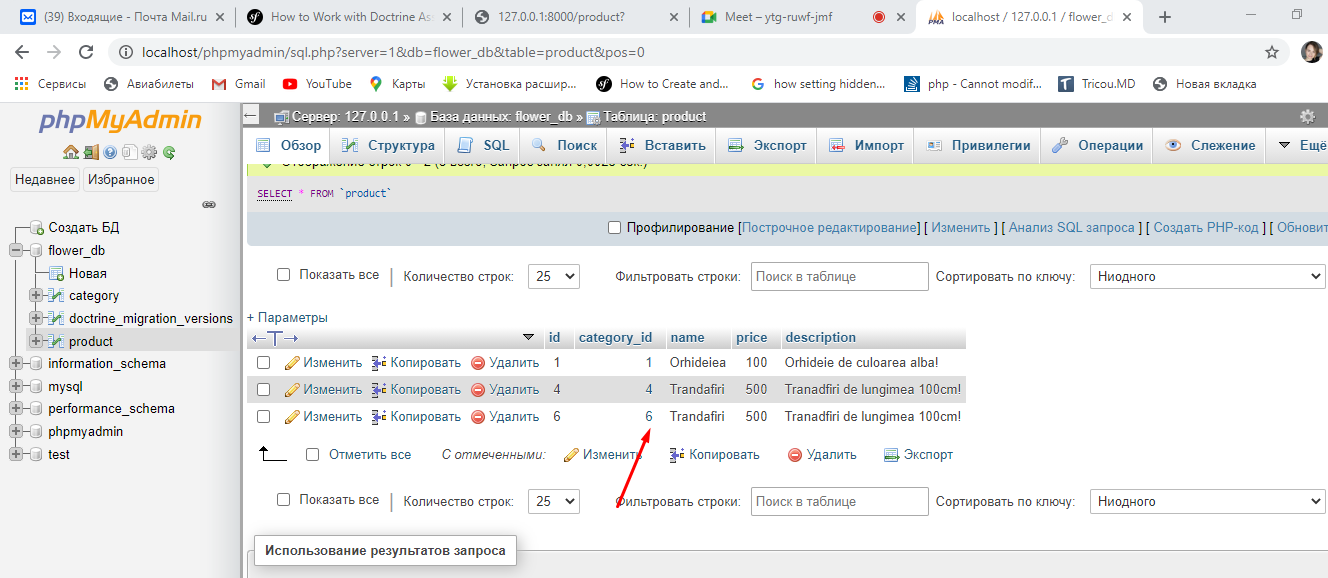 (39) Входящие - Почта Mail.ru
How to Work with Doctrine Ass
127.0.0.1:8000/product?
Meet – ytg-ruwf-jmf
localhost / 127.0.0.1 / flower_d
localhost/phpmyadmin/sql.php?server=1&db=flower_db&table=product&pos=0
Сервисы
Авиабилеты
Gmail
YouTube
Карты
Установка расшир...
How to Create and...
how setting hidden...
php - Cannot modif...
Tricou.MD
Новая вкладка
phpMyAdmin
Недавнее
Избранное
Создать БД
flower_db
Новая
category
doctrine_migration_versions
product
information_schema
mysql
performance_schema
phpmyadmin
test
Сервер: 127.0.0.1 » База данных: flower_db » Таблица: product
Обзор
Структура
SQL
Поиск
Вставить
Экспорт
Импорт
Привилегии
Операции
Слежение
Ещё
SELECT * FROM `product`
Профилирование [Построчное редактирование] [ Изменить ] [ Анализ SQL запроса ] [ Создать PHP-код ] [ Обновит
Показать все | Количество строк: 25 Фильтровать строки: Поиск в таблице Сортировать по ключу: Ниодного
+ Параметры
←T→ id category_id name price description
Изменить Копировать Удалить 1 1 Orhideiea 100 Orhideie de culoarea alba!
Изменить Копировать Удалить 4 4 Trandafiri 500 Tranadfiri de lungimea 100cm!
Изменить Копировать Удалить 6 6 Trandafiri 500 Tranadfiri de lungimea 100cm!
Отметить все С отмеченными: Изменить Копировать Удалить Экспорт
Показать все | Количество строк: 25 Фильтровать строки: Поиск в таблице Сортировать по ключу: Ниодного
Использование результатов запроса